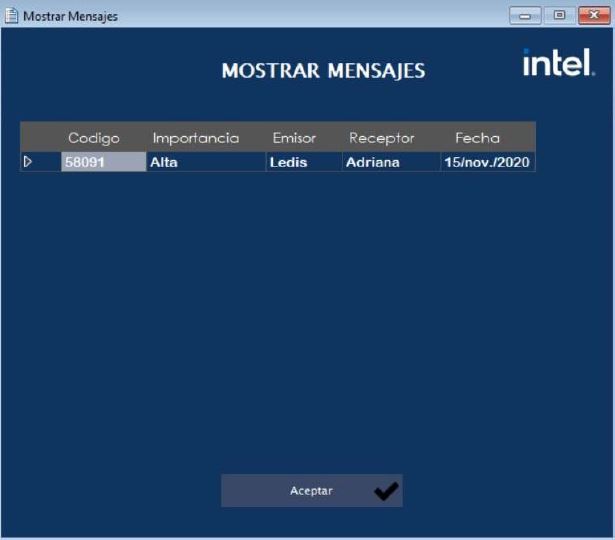 Mostrar Mensajes
MOSTRAR MENSAJES
intel.
Codigo Importancia Emisor Receptor Fecha
58091 Alta Ledis Adriana 15/nov./2020
Aceptar